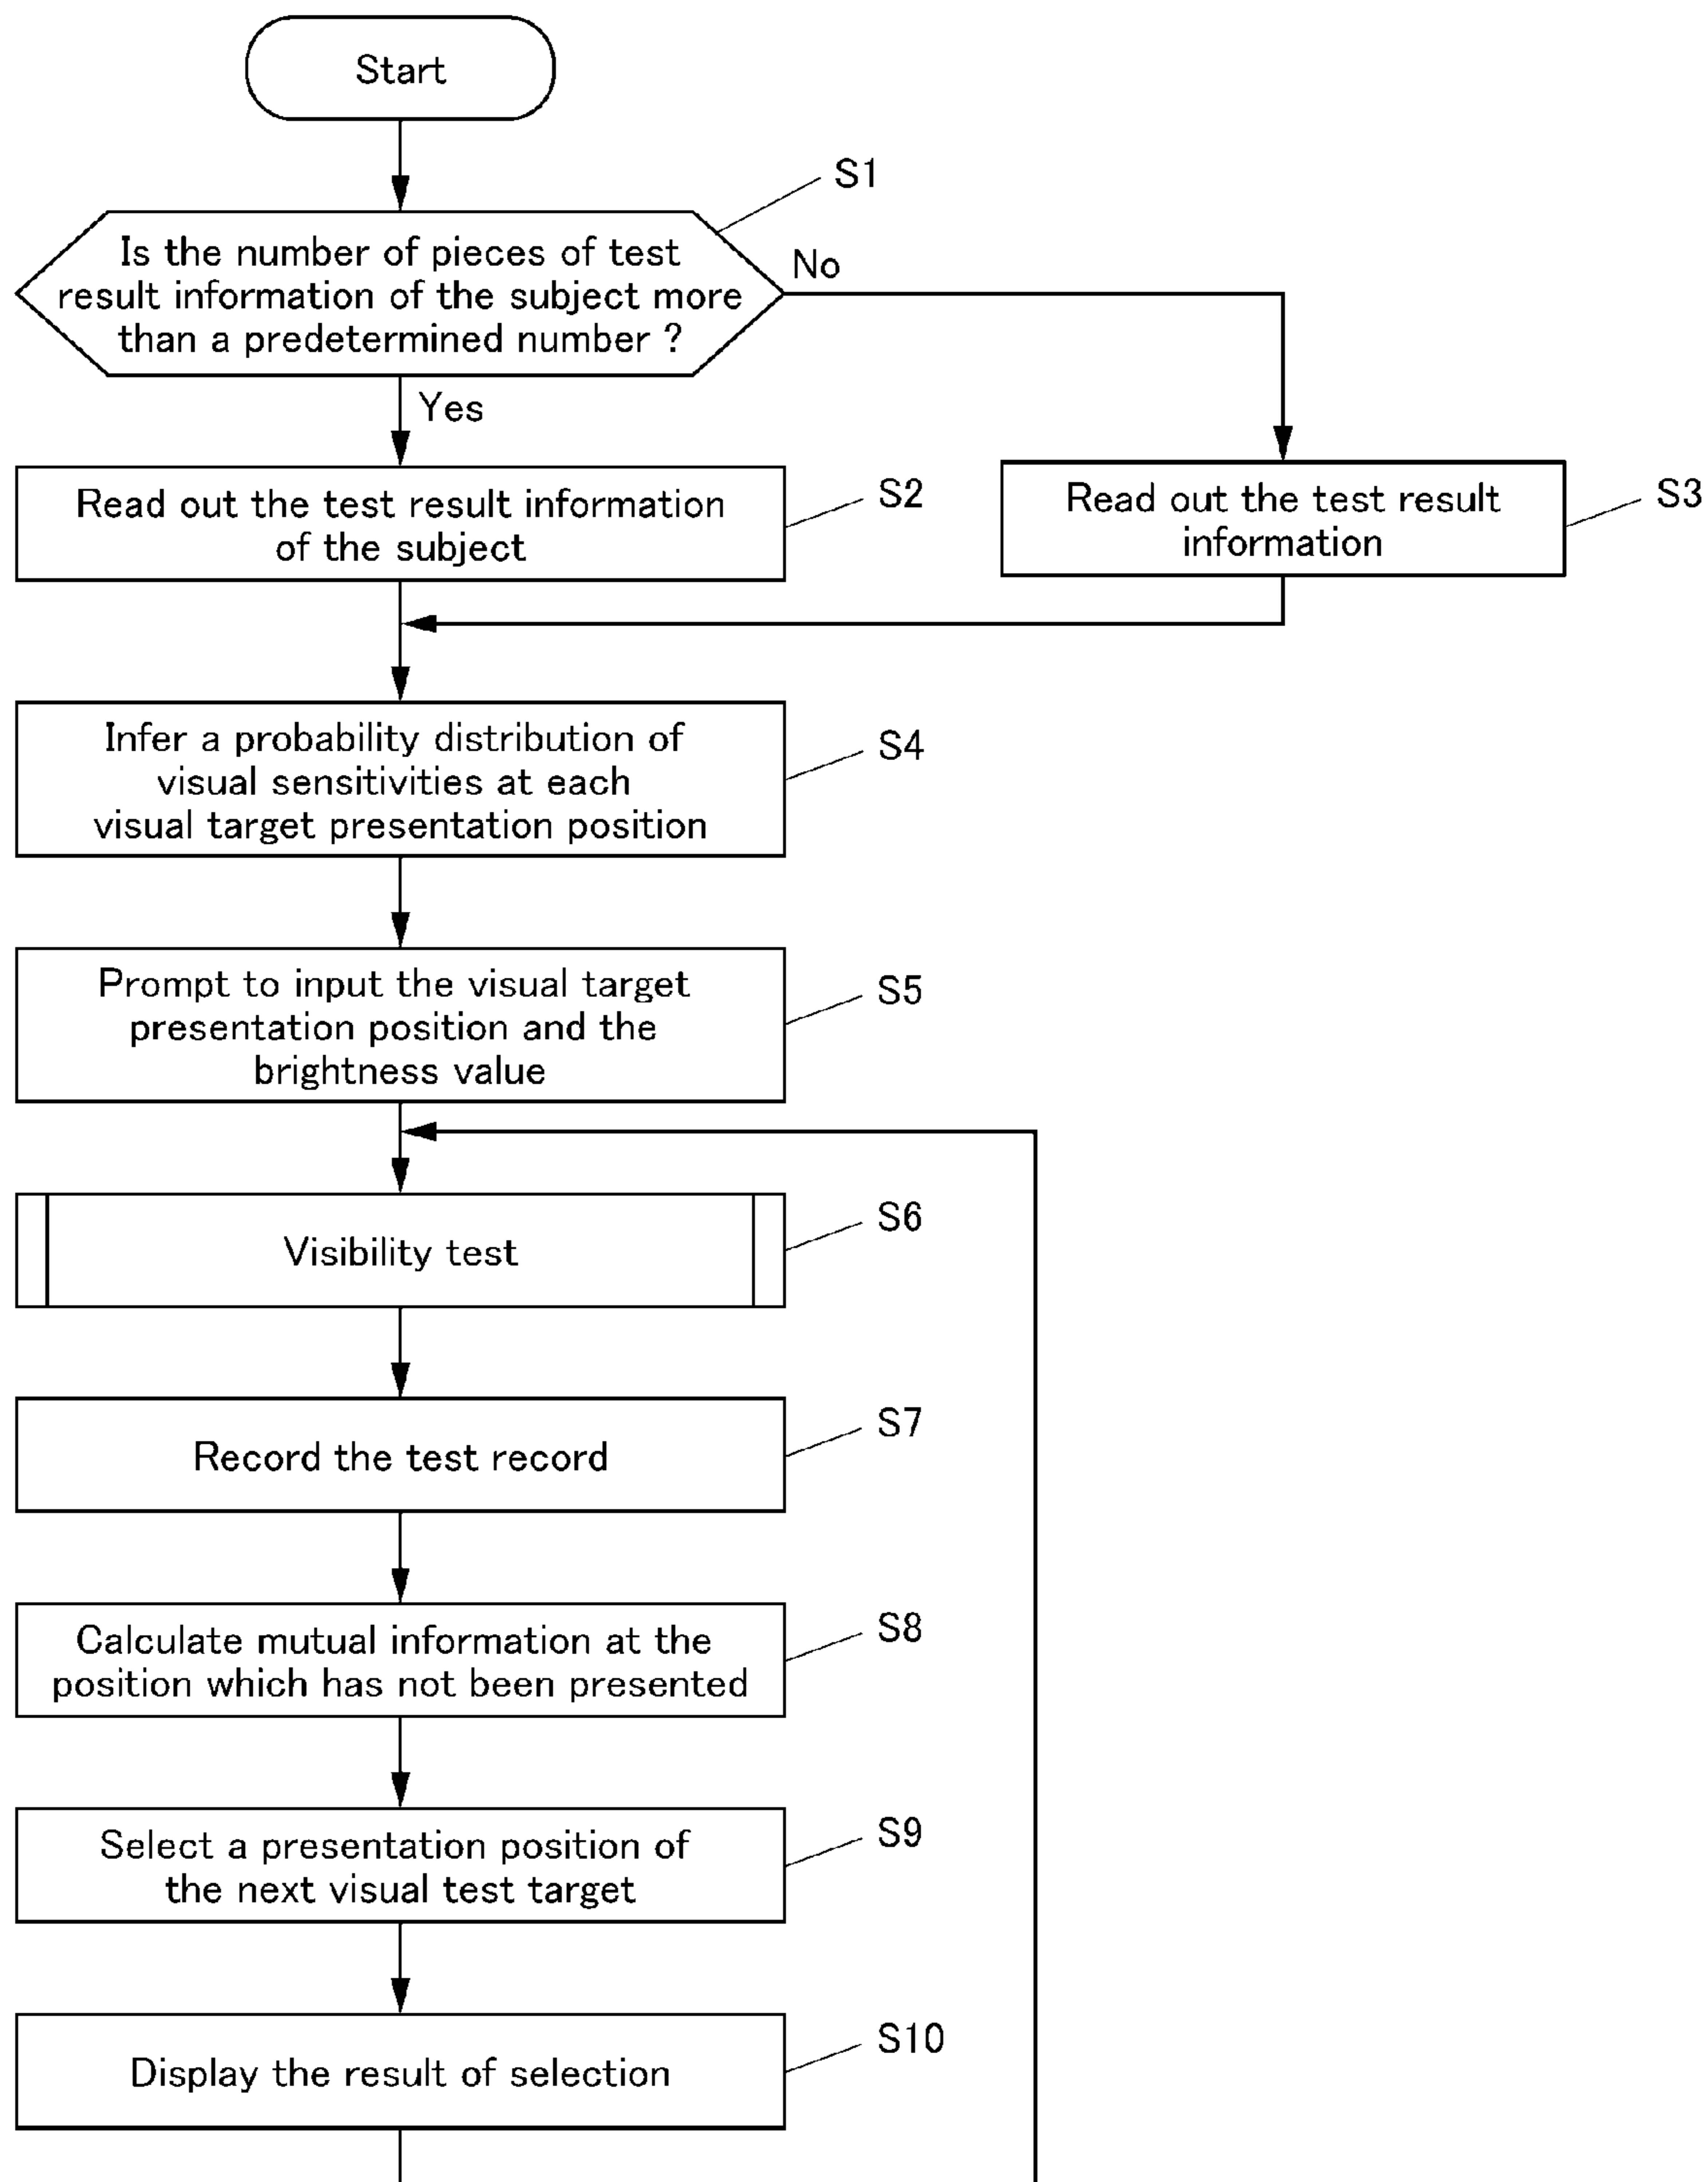 Start
S1
Is the number of pieces of test
result information of the subject more
than a predetermined number ?
No
Yes
Read out the test result information
of the subject
S2
Read out the test result
information
S3
Infer a probability distribution of
visual sensitivities at each
visual target presentation position
S4
Prompt to input the visual target
presentation position and the
brightness value
S5
Visibility test
S6
Record the test record
S7
Calculate mutual information at the
position which has not been presented
S8
Select a presentation position of
the next visual test target
S9
Display the result of selection
S10